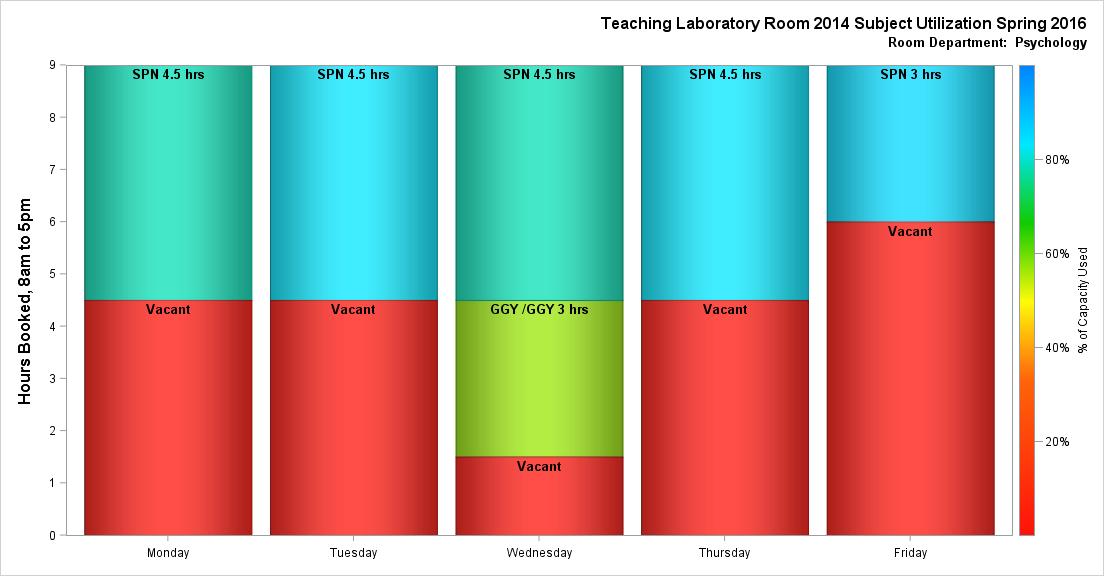 Teaching Laboratory Room 2014 Subject Utilization Spring 2016
Room Department: Psychology
Hours Booked, 8am to 5pm
9
8
7
6
5
4
3
2
1
0
SPN 4.5 hrs
Vacant
SPN 4.5 hrs
Vacant
SPN 4.5 hrs
GGY /GGY 3 hrs
Vacant
SPN 4.5 hrs
Vacant
SPN 3 hrs
Vacant
Monday
Tuesday
Wednesday
Thursday
Friday
80%
60%
40%
20%
% of Capacity Used